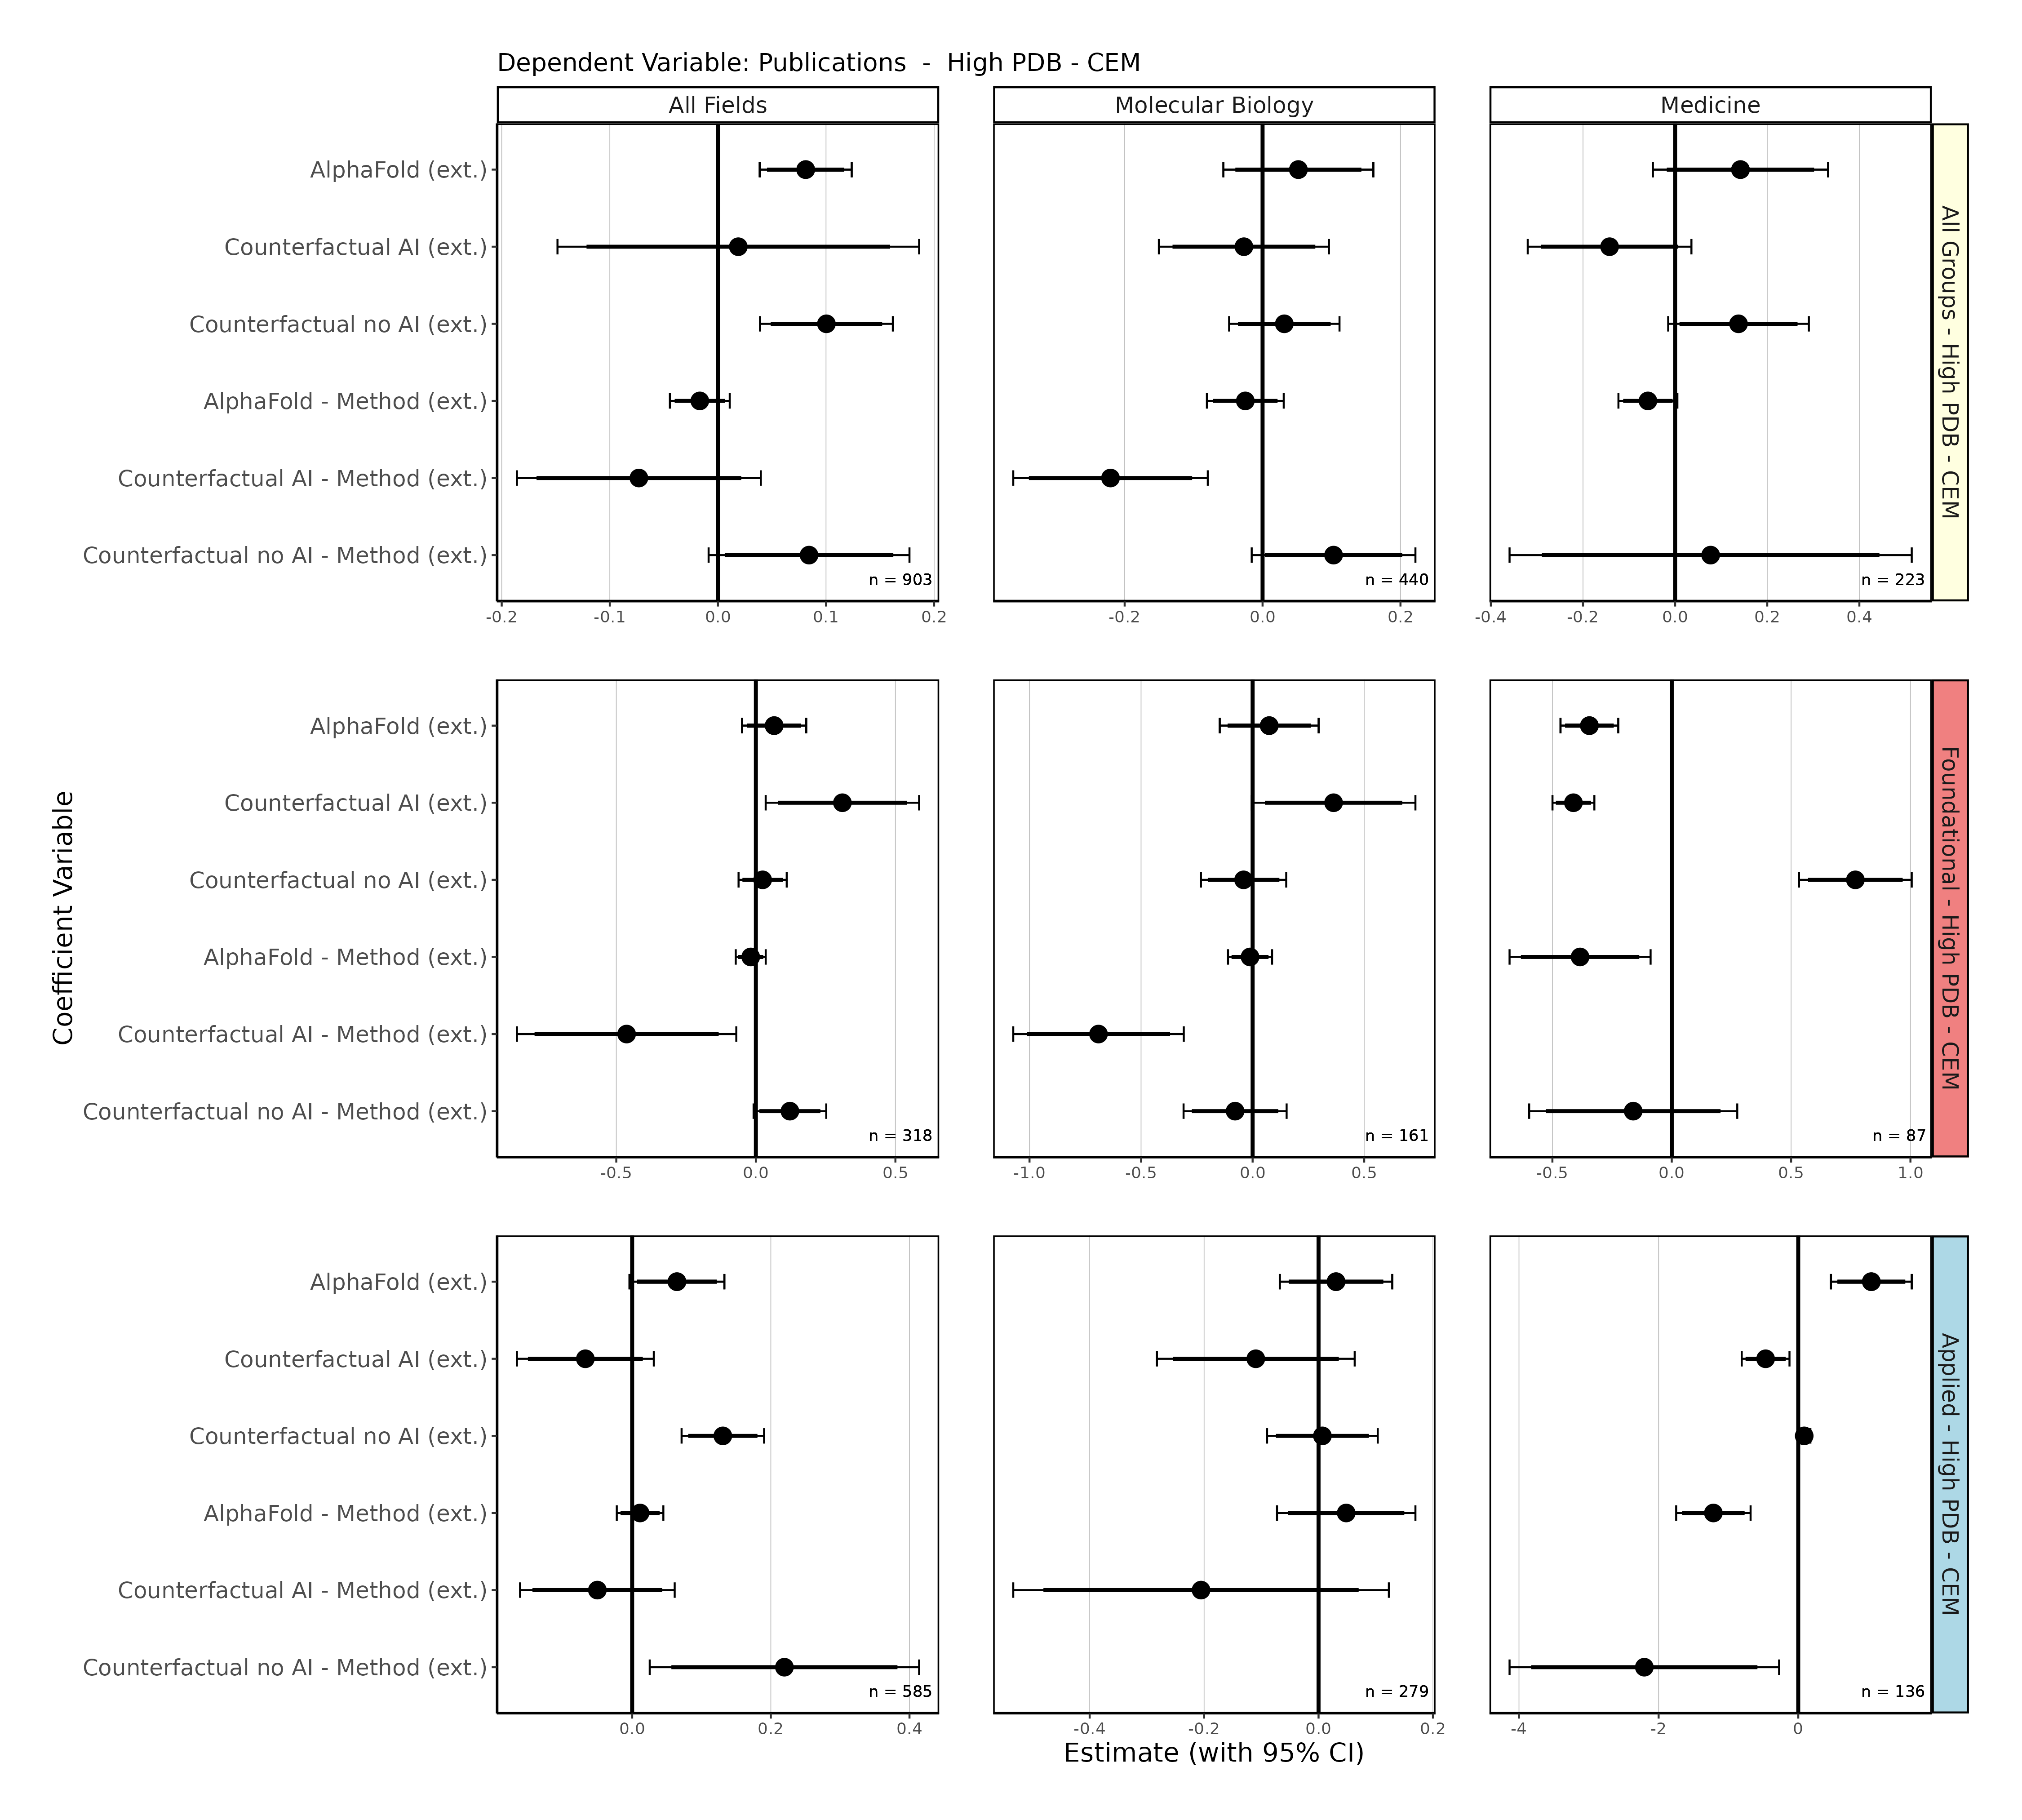 Dependent Variable: Publications  -  High PDB - CEM
All Fields
Molecular Biology
Medicine
AlphaFold (ext.)
Counterfactual AI (ext.)
Counterfactual no AI (ext.)
AlphaFold - Method (ext.)
Counterfactual AI - Method (ext.)
Counterfactual no AI - Method (ext.)
n = 903
n = 440
n = 223
All Groups - High PDB - CEM
-0.2 -0.1 0.0 0.1 0.2
-0.2 0.0 0.2
-0.4 -0.2 0.0 0.2 0.4
Coefficient Variable
AlphaFold (ext.)
Counterfactual AI (ext.)
Counterfactual no AI (ext.)
AlphaFold - Method (ext.)
Counterfactual AI - Method (ext.)
Counterfactual no AI - Method (ext.)
n = 318
n = 161
n = 87
Foundational - High PDB - CEM
-0.5 0.0 0.5
-1.0 -0.5 0.0 0.5
-0.5 0.0 0.5 1.0
AlphaFold (ext.)
Counterfactual AI (ext.)
Counterfactual no AI (ext.)
AlphaFold - Method (ext.)
Counterfactual AI - Method (ext.)
Counterfactual no AI - Method (ext.)
n = 585
n = 279
n = 136
Applied - High PDB - CEM
0.0 0.2 0.4
-0.4 -0.2 0.0 0.2
-4 -2 0
Estimate (with 95% CI)